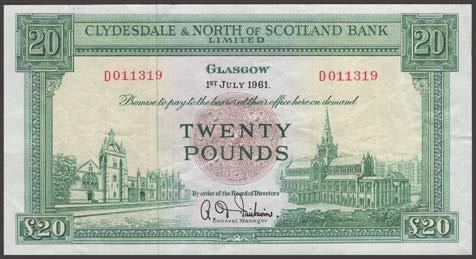 20 CLYDESDALE & NORTH OF SCOTLAND BANK 20
LIMITED
D011319 GLASGOW D011319
1ST JULY 1961.
Promise to pay to the bearer at their office here on demand
TWENTY
POUNDS
By order of the Board of Directors
General Manager
£20 £20